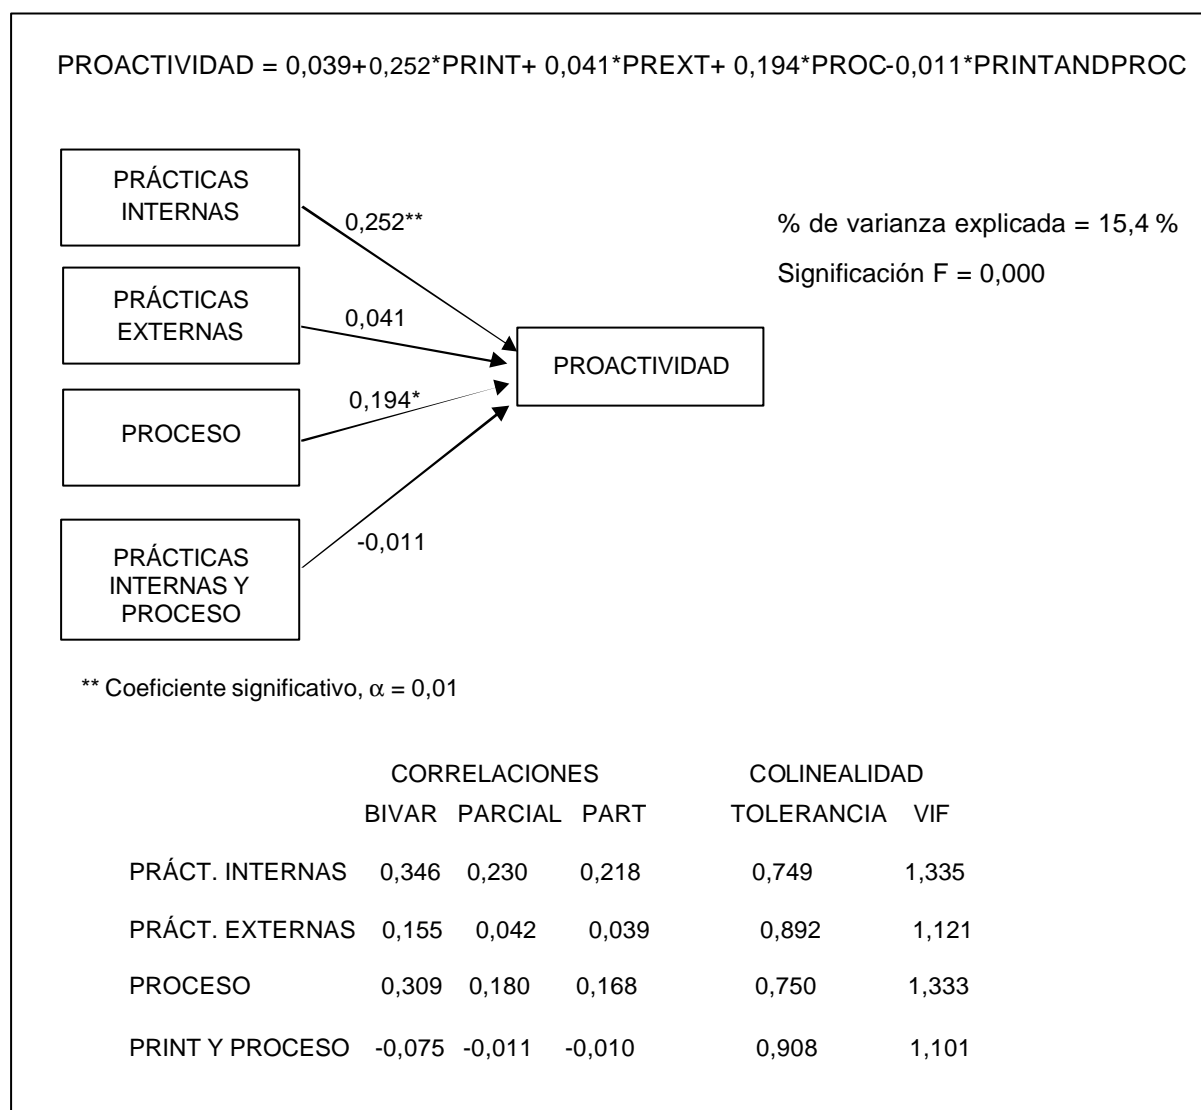 PROACTIVIDAD = 0,039+0,252*PRINT+ 0,041*PREXT+ 0,194*PROC-0,011*PRINTANDPROC
PRÁCTICAS
INTERNAS
0,252**
% de varianza explicada = 15,4 %
Significación F = 0,000
PRÁCTICAS
EXTERNAS
0,041
PROACTIVIDAD
PROCESO
0,194*
PRÁCTICAS
INTERNAS Y
PROCESO
-0,011
** Coeficiente significativo, α = 0,01
CORRELACIONES COLINEALIDAD
BIVAR PARCIAL PART TOLERANCIA VIF
PRÁCT. INTERNAS 0,346 0,230 0,218 0,749 1,335
PRÁCT. EXTERNAS 0,155 0,042 0,039 0,892 1,121
PROCESO 0,309 0,180 0,168 0,750 1,333
PRINT Y PROCESO -0,075 -0,011 -0,010 0,908 1,101